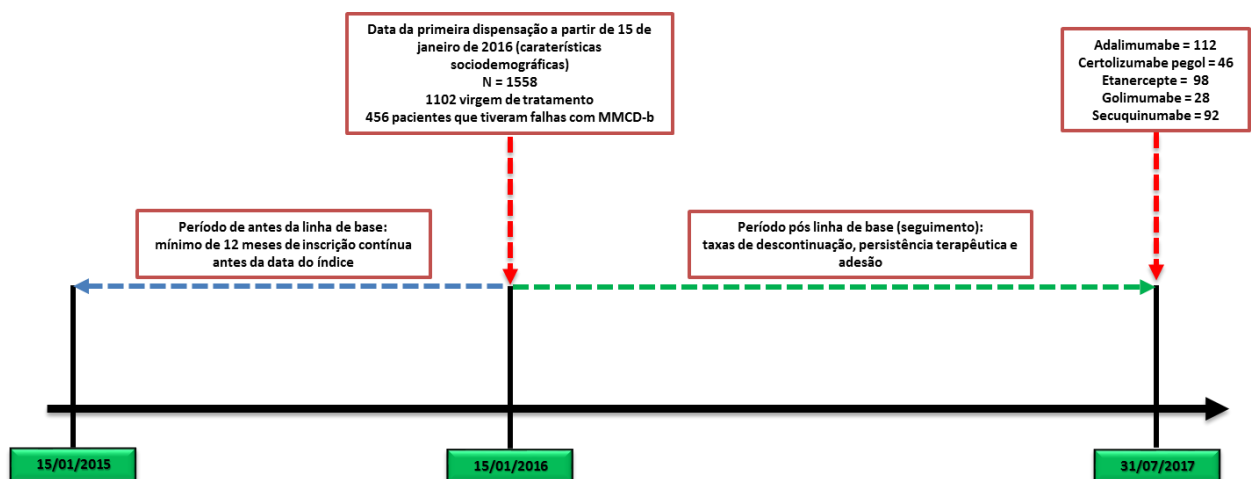 Data da primeira dispensação a partir de 15 de
janeiro de 2016 (caraterísticas
sociodemográficas)
N = 1558
1102 virgem de tratamento
456 pacientes que tiveram falhas com MMCD-b
Adalimumabe = 112
Certolizumabe pegol = 46
Etanercepte = 98
Golimumabe = 28
Secuquinumabe = 92
Período de antes da linha de base:
mínimo de 12 meses de inscrição contínua
antes da data do índice
Período pós linha de base (seguimento):
taxas de descontinuação, persistência terapêutica e
adesão
15/01/2015
15/01/2016
31/07/2017